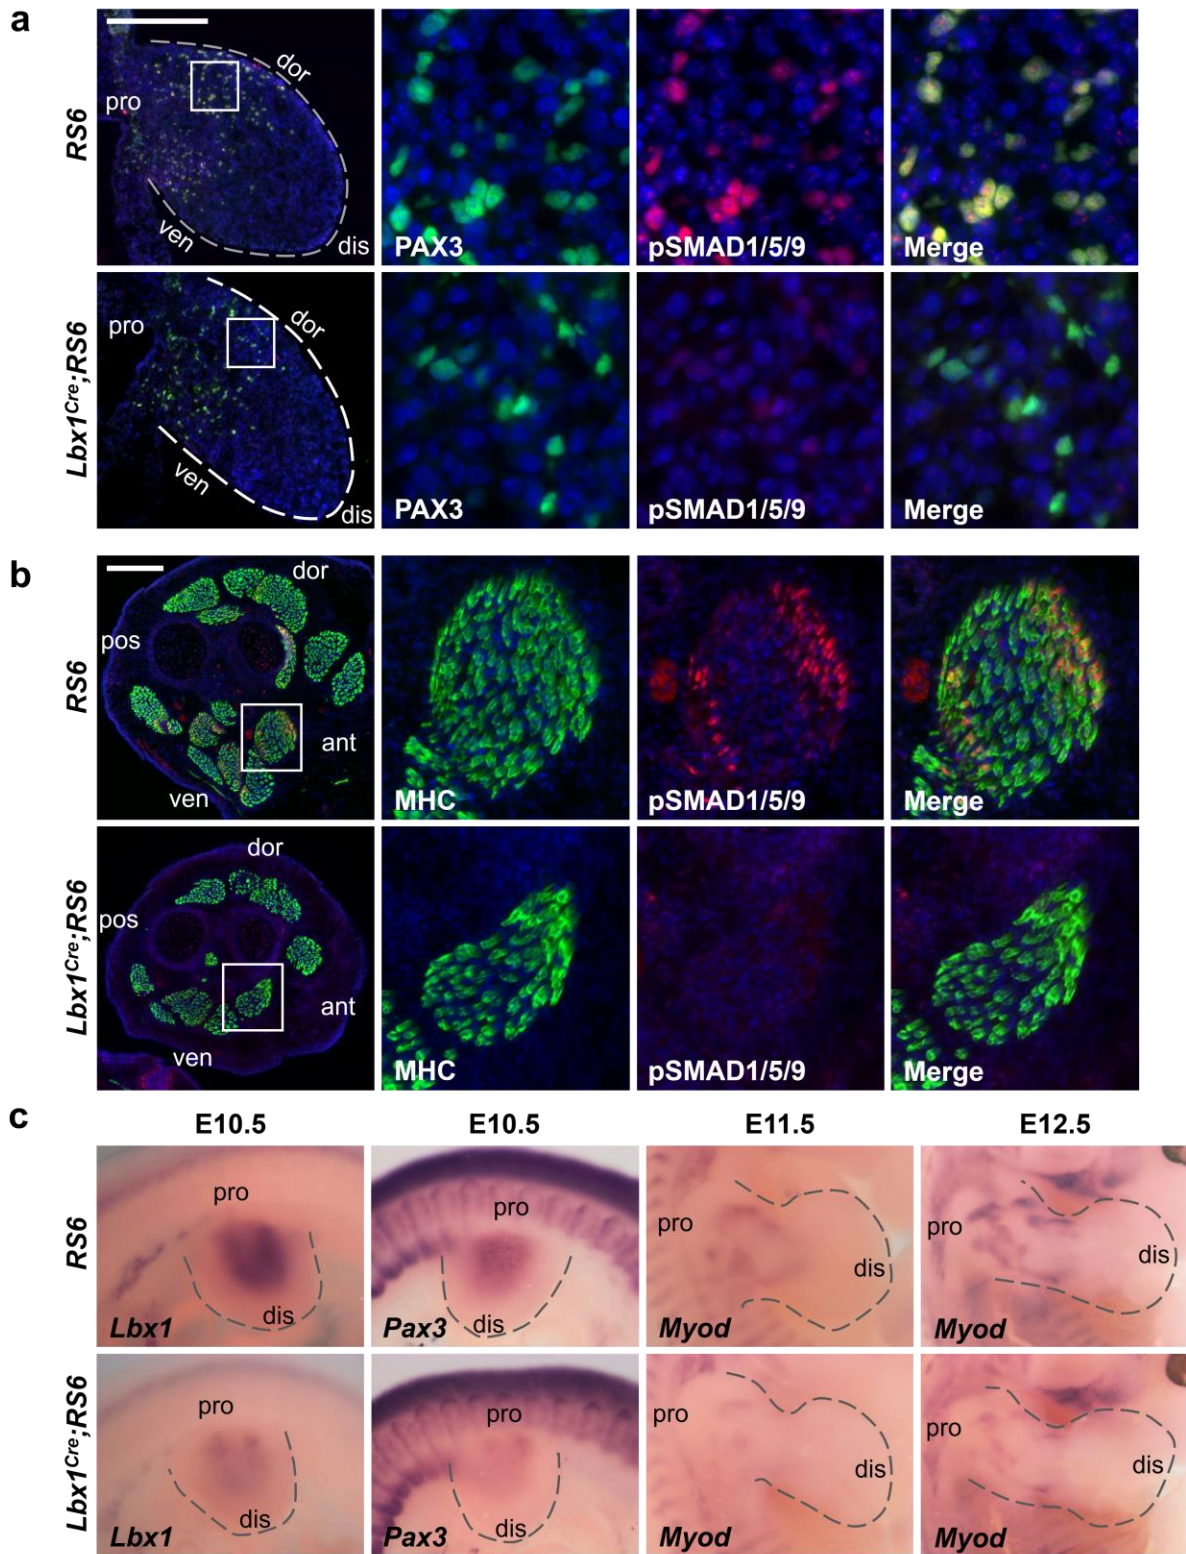 a
RS6
pro
dor
ven
dis
PAX3
pSMAD1/5/9
Merge
Lbx1Cre;RS6
pro
dor
ven
dis
PAX3
pSMAD1/5/9
Merge
b
RS6
dor
pos
ant
ven
MHC
pSMAD1/5/9
Merge
Lbx1Cre;RS6
dor
pos
ant
ven
MHC
pSMAD1/5/9
Merge
c
E10.5 E10.5 E11.5 E12.5
RS6
pro
dis
Lbx1
pro
dis
Pax3
pro
dis
Myod
pro
dis
Myod
Lbx1Cre;RS6
pro
dis
Lbx1
pro
dis
Pax3
pro
dis
Myod
pro
dis
Myod